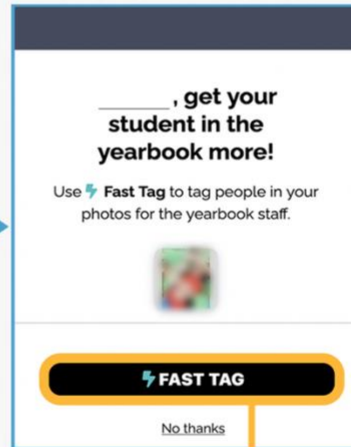 ______, get your
student in the
yearbook more!
Use Fast Tag to tag people in your
photos for the yearbook staff.
FAST TAG
No thanks